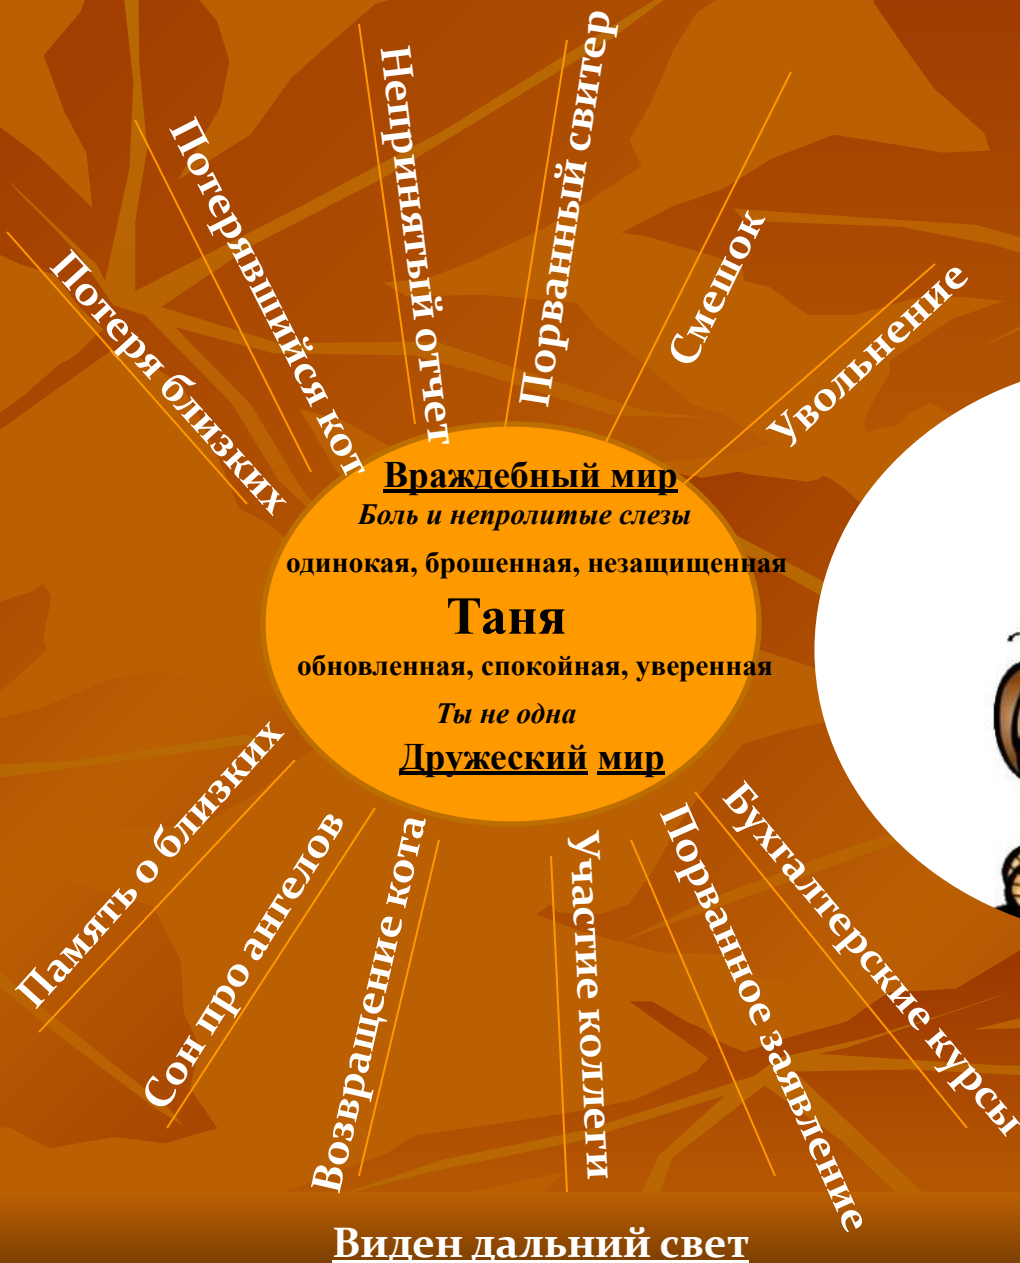 Потеря близких
Потерявшийся кот
Непринятый отчет
Порванный свитер
Смешок
Увольнение
Враждебный мир
Боль и непролитые слезы
одинокая, брошенная, незащищенная
Таня
обновленная, спокойная, уверенная
Ты не одна
Дружеский мир
Память о близких
Сон про ангелов
Возвращение кота
Участие коллеги
Порванное заявление
Бухгалтерские курсы
Виден дальний свет